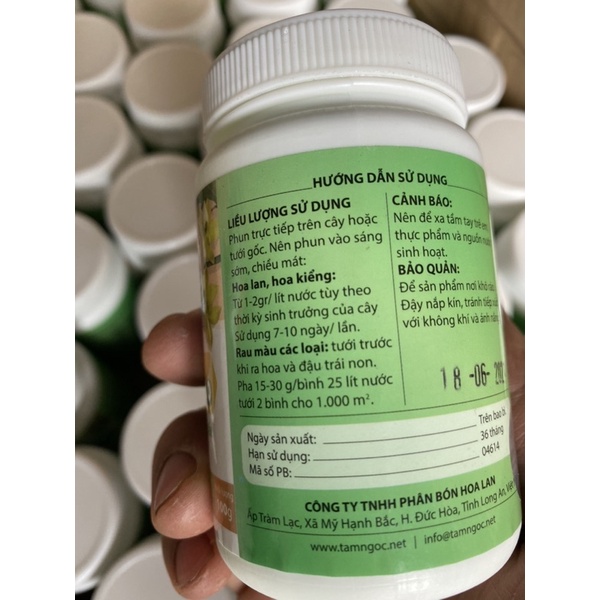 HƯỚNG DẪN SỬ DỤNG
LIỀU LƯỢNG SỬ DỤNG
Phun trực tiếp trên cây hoặc
tưới gốc. Nên phun vào sáng
sớm, chiều mát:
Hoa lan, hoa kiểng:
Từ 1-2gr/ lít nước tùy theo
thời kỳ sinh trưởng của cây
Sử dụng 7-10 ngày/ lần.
Rau màu các loại: tưới trước
khi ra hoa và đậu trái non.
Pha 15-30 g/bình 25 lít nước
tưới 2 bình cho 1.000 m².
CẢNH BÁO:
Nên để xa tầm tay trẻ em
thực phẩm và nguồn nước
sinh hoạt.
BẢO QUẢN:
Để sản phẩm nơi khô
Đậy nắp kín, tránh tiếp
với không khí và ánh
18 -06-
Ngày sản xuất: Trên bao bì.
Hạn sử dụng: 36 tháng
Mã số PB: 04614
CÔNG TY TNHH PHÂN BÓN HOA LAN
Ấp Tràm Lạc, Xã Mỹ Hạnh Bắc, H. Đức Hòa, Tỉnh Long An,
www.tamngoc.net | info@tamngoc.net